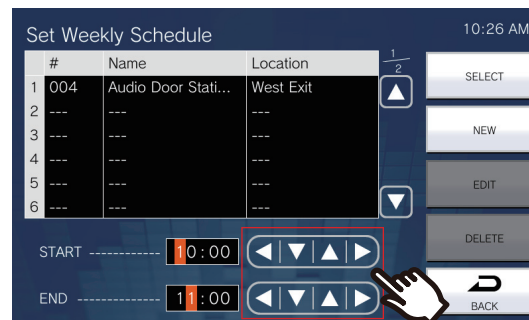 Set Weekly Schedule 10:26 AM
# Name Location 1/2
1 004 Audio Door Stati... West Exit
2 --- --- ---
3 --- --- ---
4 --- --- ---
5 --- --- ---
6 --- --- ---
SELECT
NEW
EDIT
DELETE
BACK
START ------------ 10:00
END -------------- 11:00